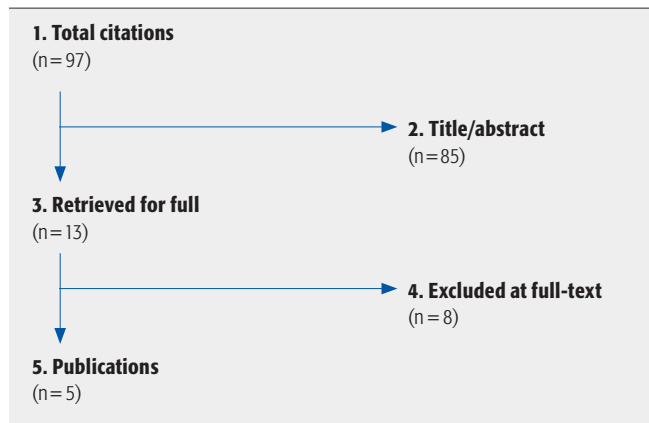 1. Total citations
(n=97)
2. Title/abstract
(n=85)
3. Retrieved for full
(n=13)
4. Excluded at full-text
(n=8)
5. Publications
(n=5)